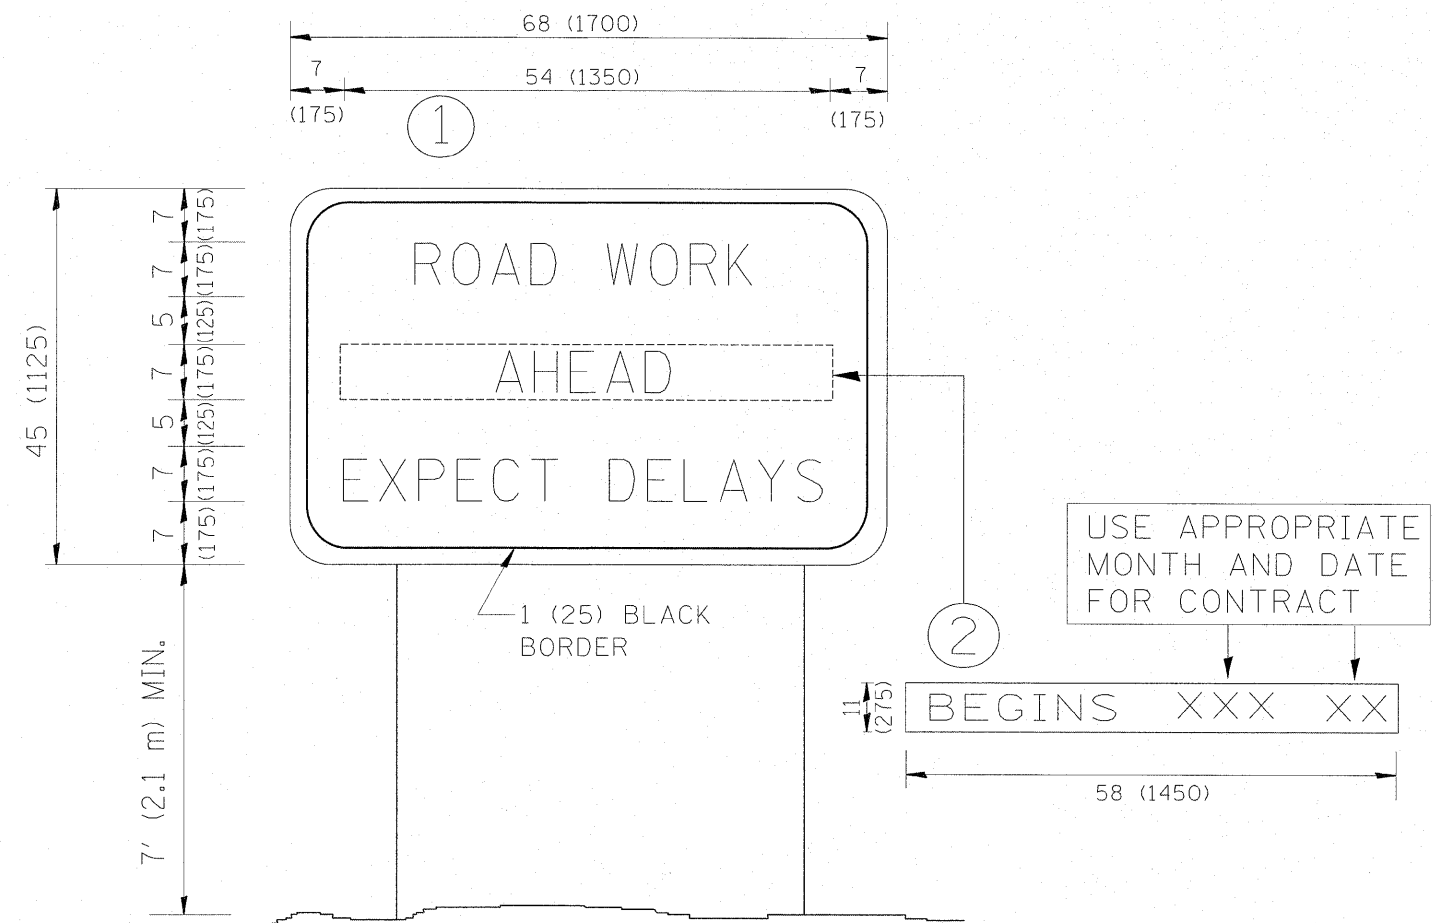 68 (1700)
7
54 (1350)
7
(175)
(175)
1
45 (1125)
7
(175)
7
(175)
5
(125)
7
(175)
5
(125)
7
(175)
7
(175)
ROAD WORK
AHEAD
EXPECT DELAYS
1 (25) BLACK
BORDER
7' (2.1 m) MIN.
USE APPROPRIATE
MONTH AND DATE
FOR CONTRACT
2
11
(275)
BEGINS XXX XX
58 (1450)